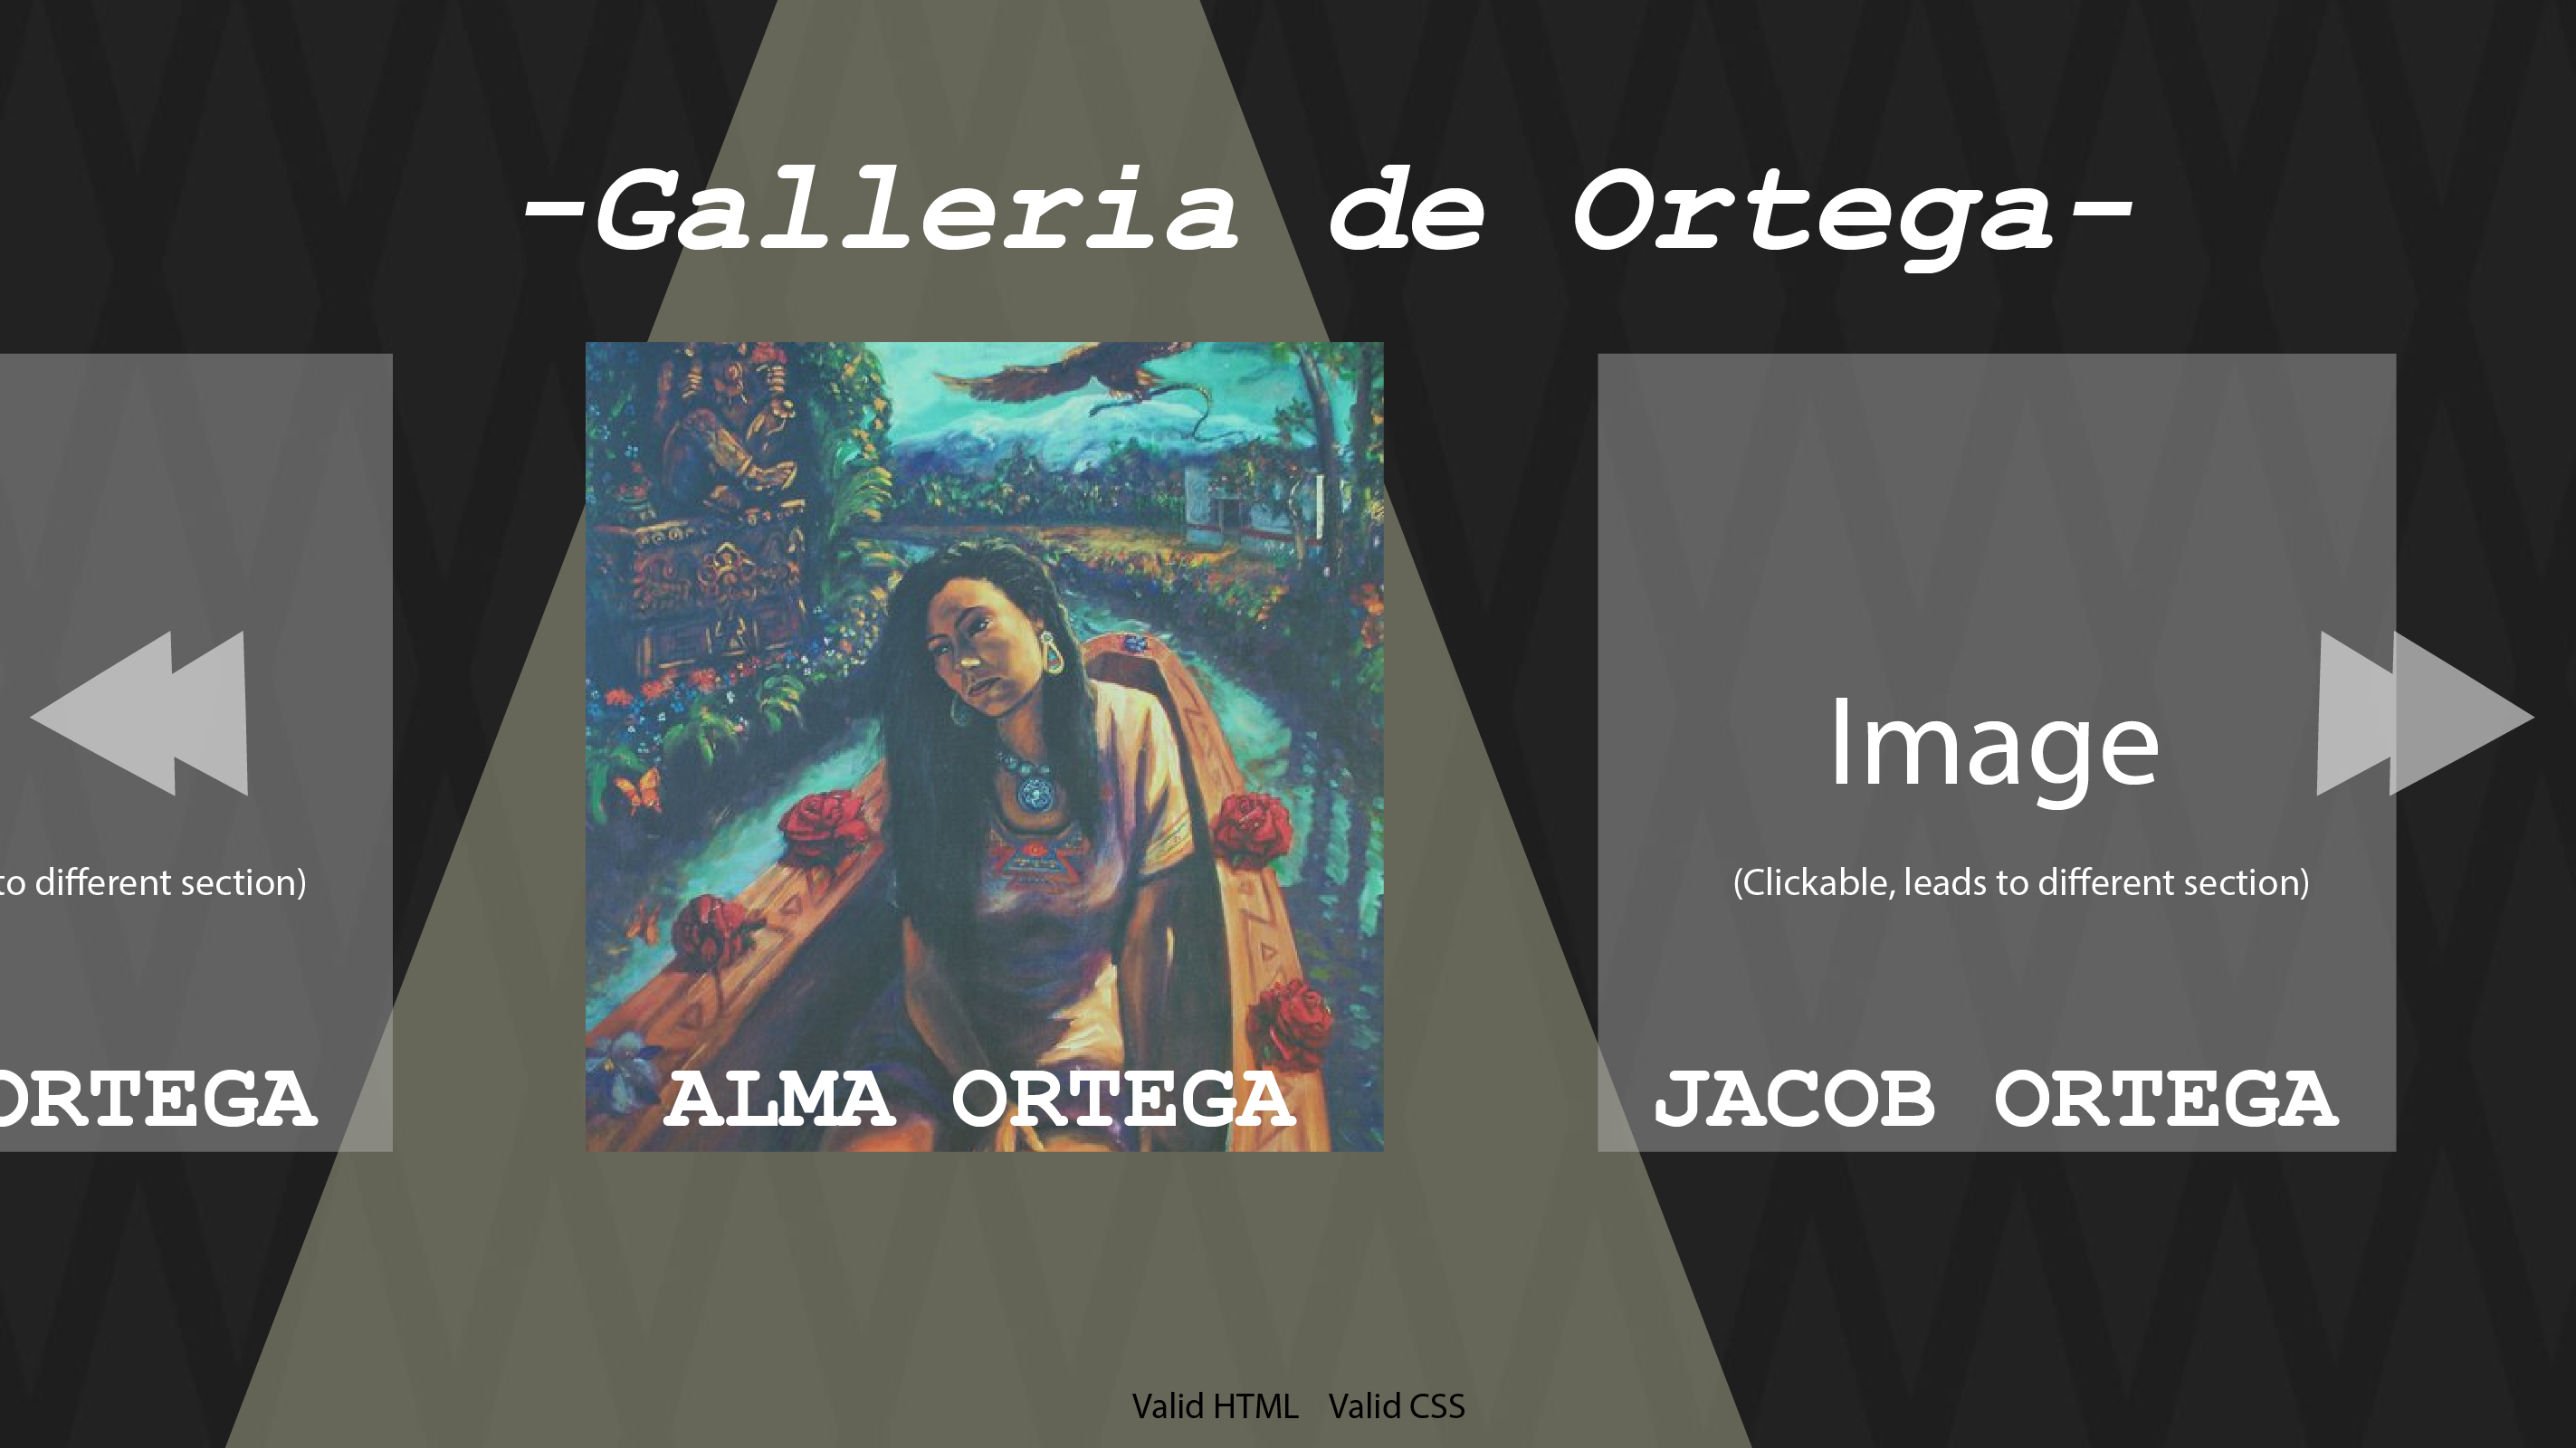 -Galleria de Ortega-
Image
to different section)
(Clickable, leads to different section)
ORTEGA
ALMA ORTEGA
JACOB ORTEGA
Valid HTML Valid CSS